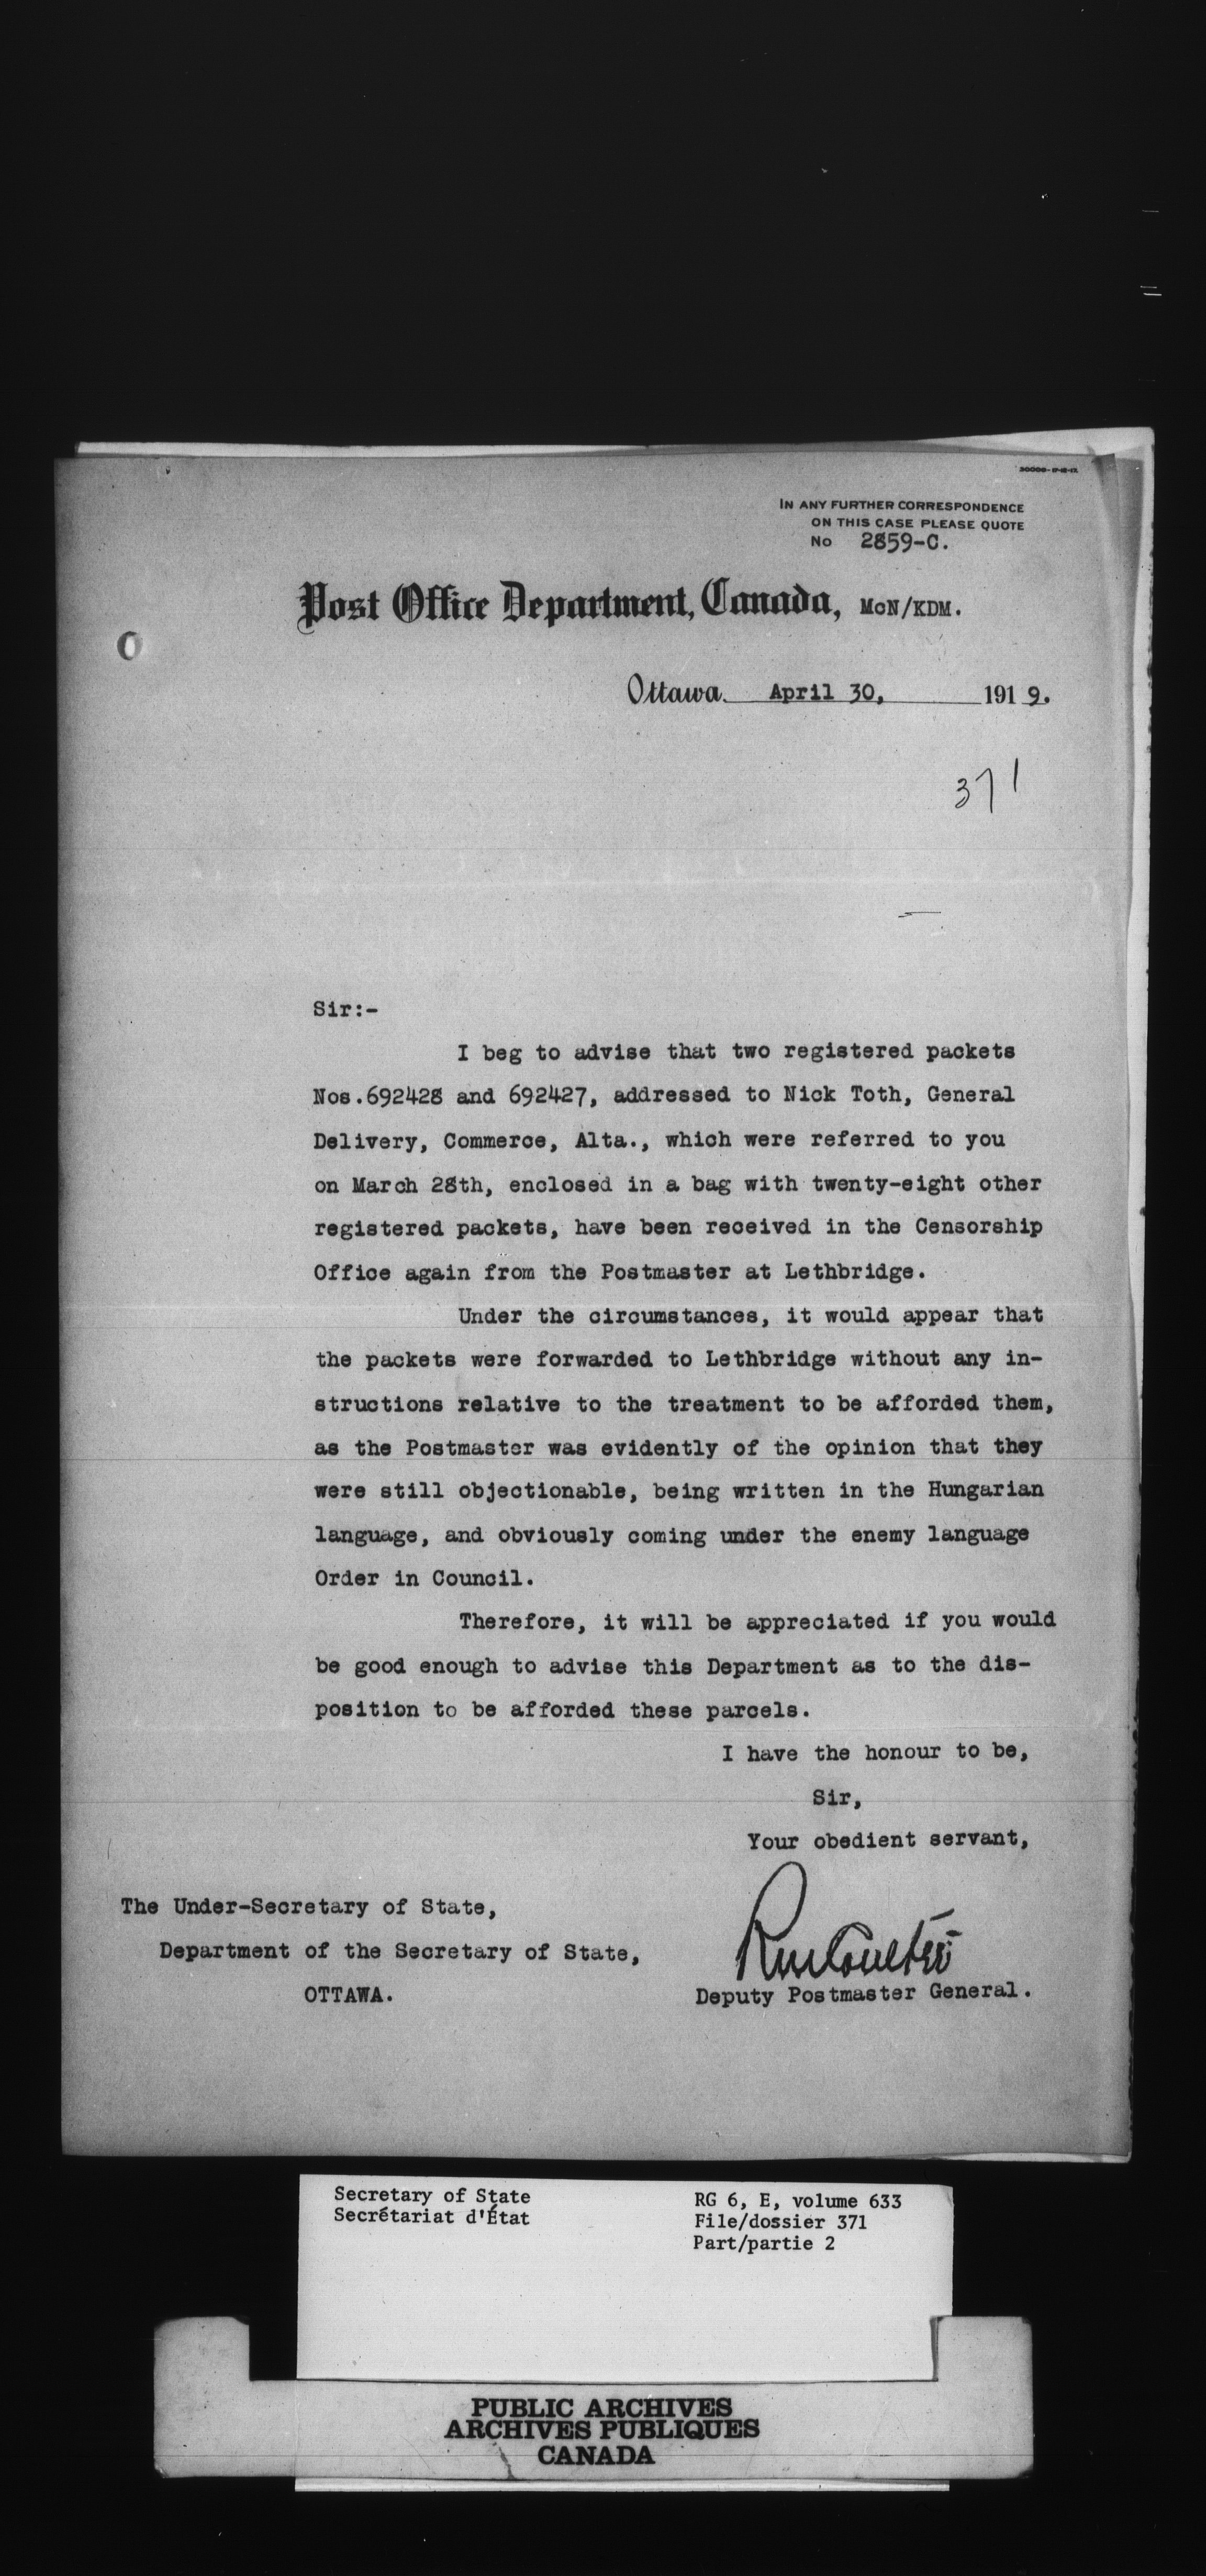 IN ANY FURTHER CORRESPONDENCE
ON THIS CASE PLEASE QUOTE
No 2859-C.
Post Office Department, Canada, McN/KDM.
Ottawa, April 30, 1919.
371
Sir:-
I beg to advise that two registered packets
Nos.692428 and 692427, addressed to Nick Toth, General
Delivery, Commerce, Alta., which were referred to you
on March 28th, enclosed in a bag with twenty-eight other
registered packets, have been received in the Censorship
Office again from the Postmaster at Lethbridge.
Under the circumstances, it would appear that
the packets were forwarded to Lethbridge without any in-
structions relative to the treatment to be afforded them,
as the Postmaster was evidently of the opinion that they
were still objectionable, being written in the Hungarian
language, and obviously coming under the enemy language
Order in Council.
Therefore, it will be appreciated if you would
be good enough to advise this Department as to the dis-
position to be afforded these parcels.
I have the honour to be,
Sir,
Your obedient servant,
The Under-Secretary of State,
Department of the Secretary of State,
OTTAWA.
RM Coulter
Deputy Postmaster General.
Secretary of State
Secrétariat d'État
RG 6, E, volume 633
File/dossier 371
Part/partie 2
PUBLIC ARCHIVES
ARCHIVES PUBLIQUES
CANADA